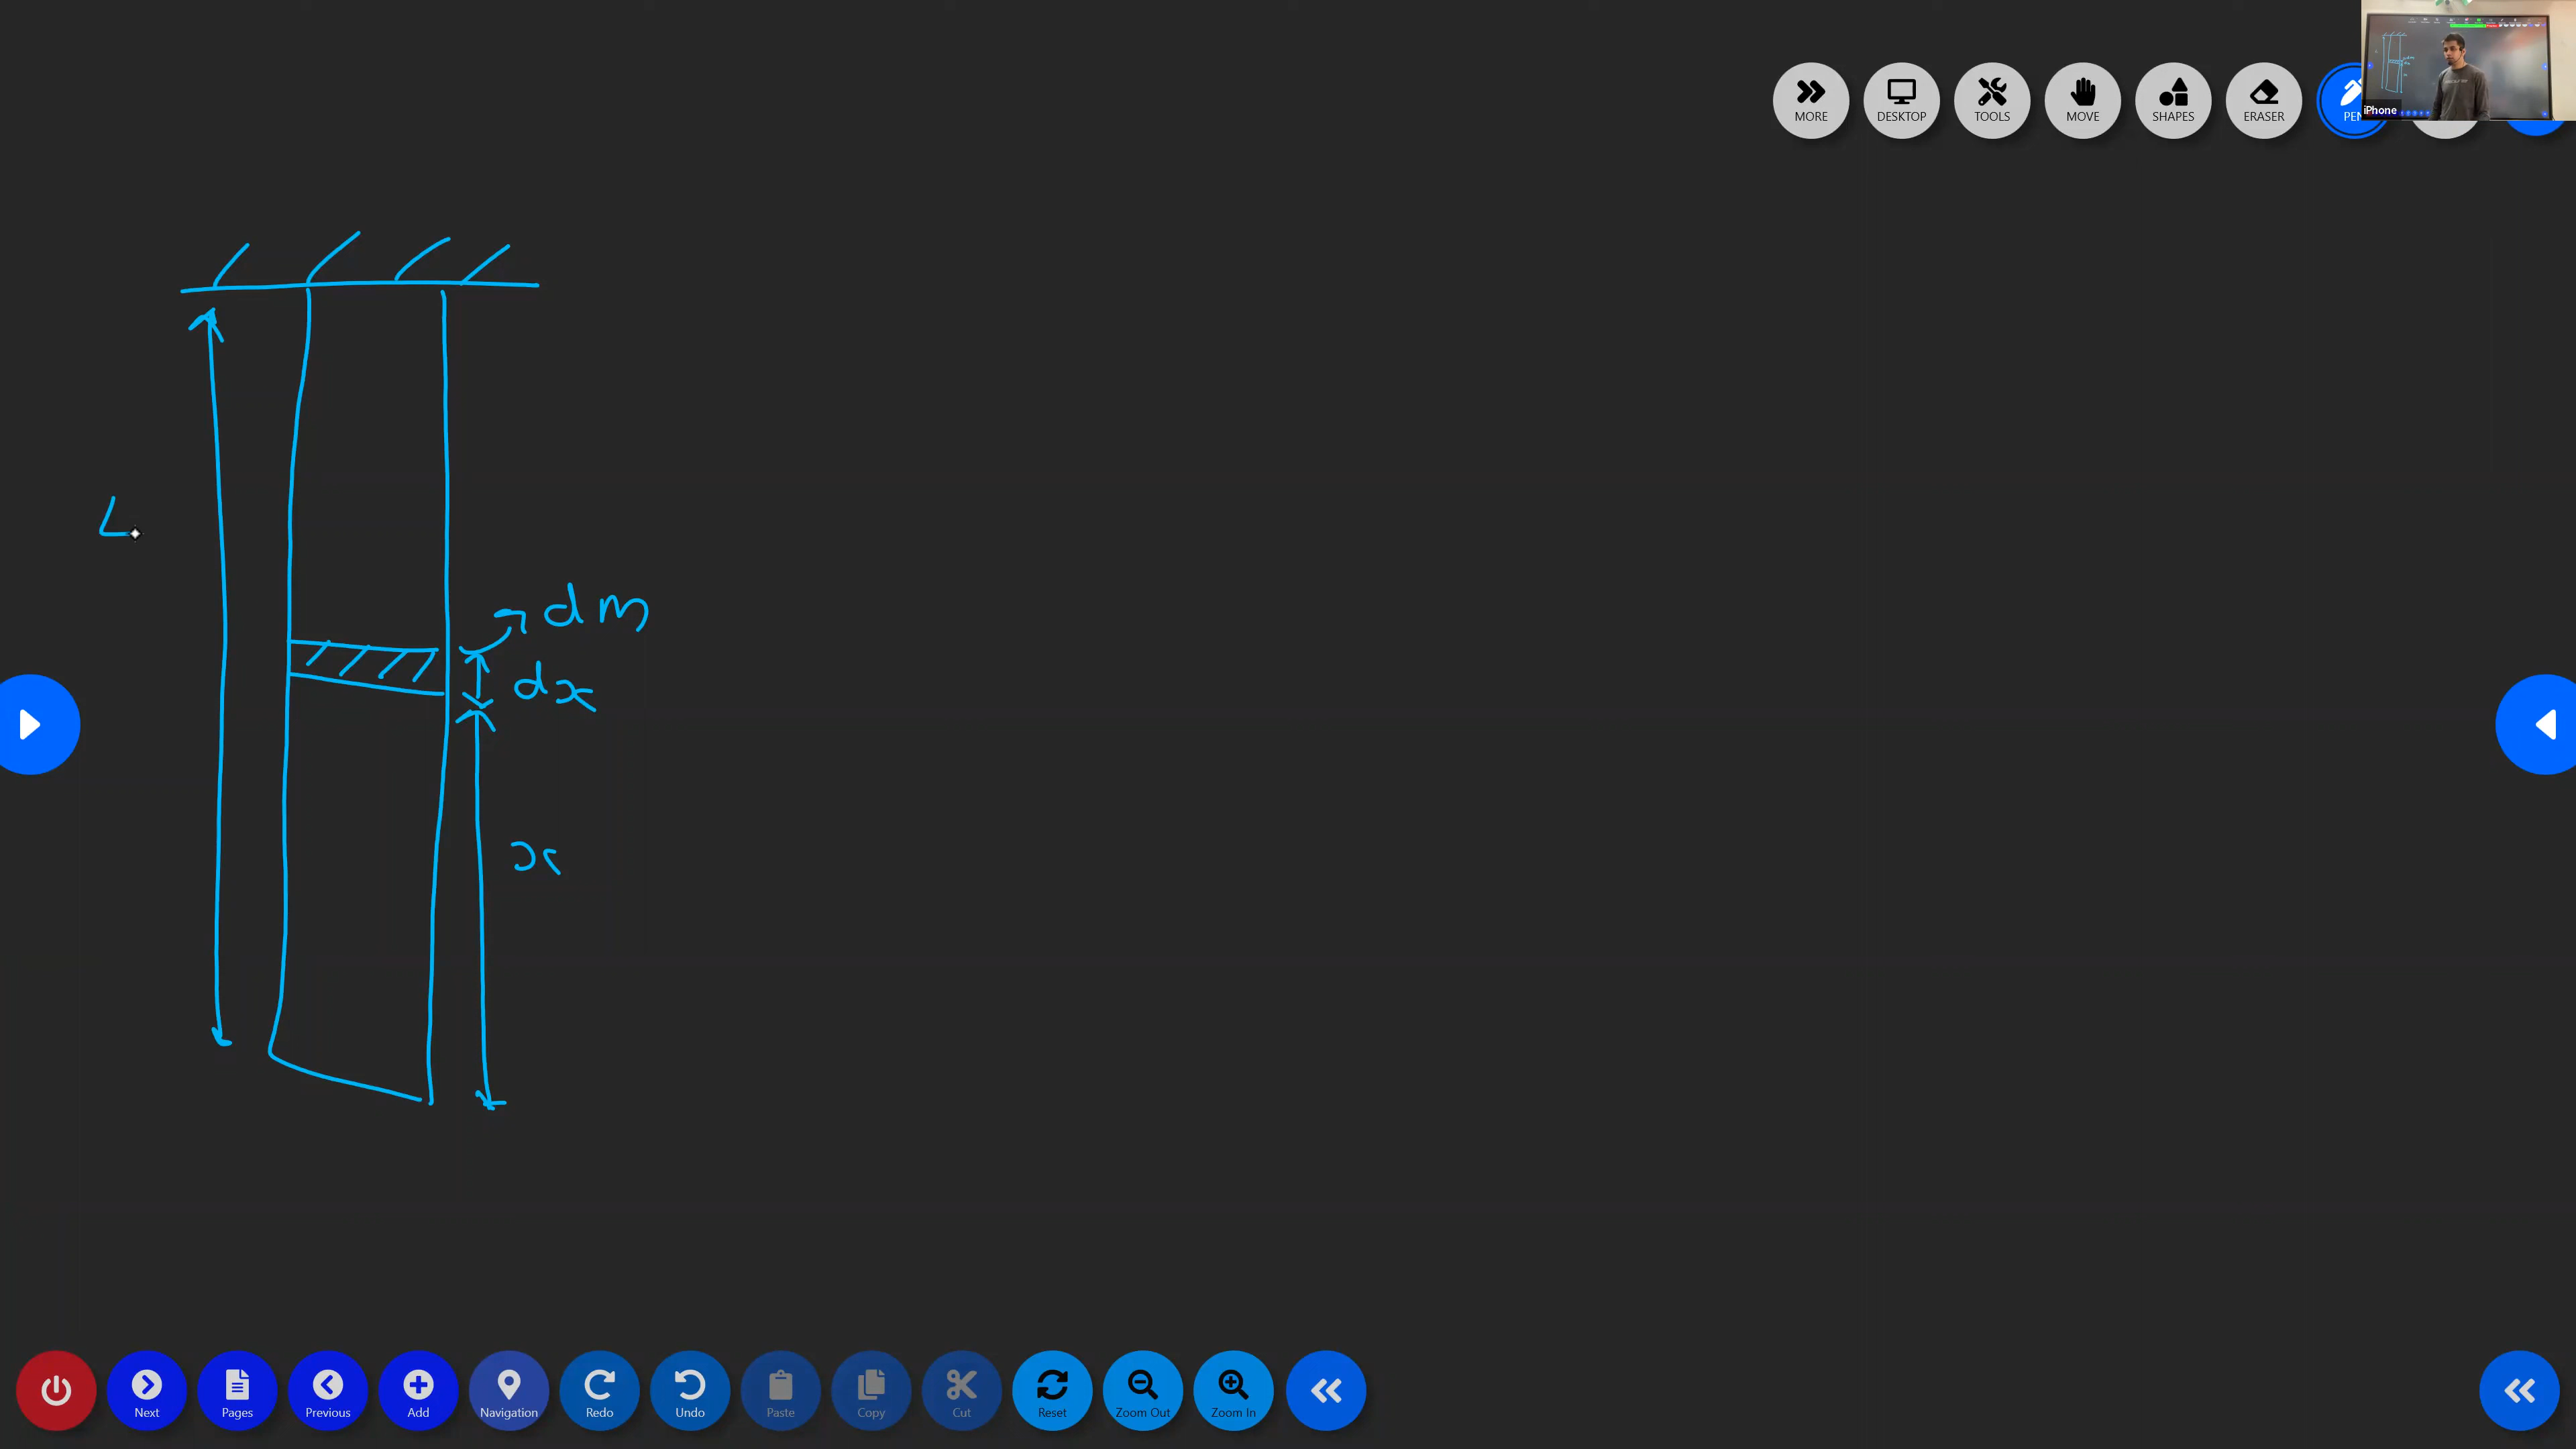 iPhone
MORE DESKTOP TOOLS MOVE SHAPES ERASER PEN
L
dm
dx
x
Next Pages Previous Add Navigation Redo Undo Paste Copy Cut Reset Zoom Out Zoom In